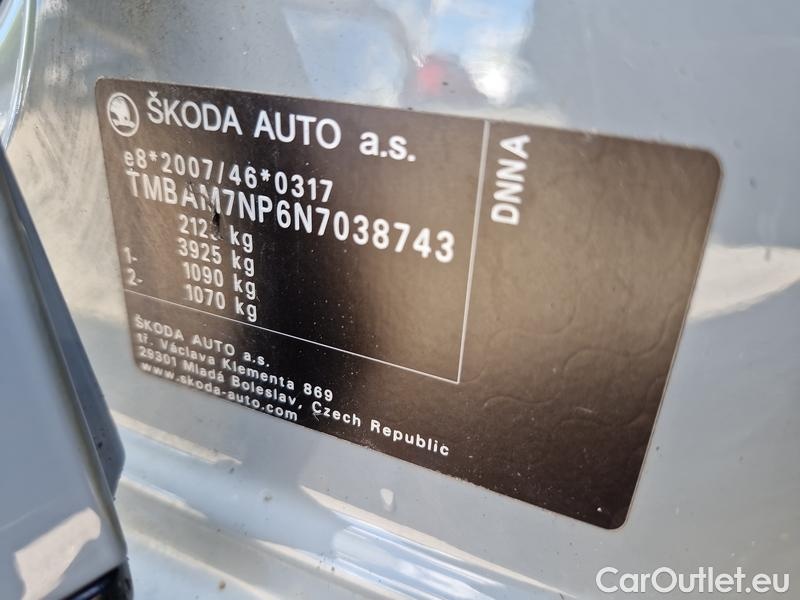 ŠKODA AUTO a.s.
DNNA
e8*2007/46*0317
TMBAM7NP6N7038743
kg
1- 3925 kg
2- 1090 kg
1070 kg
ŠKODA AUTO a.s.
tř. Václava Klementa 869
29301 Mladá Boleslav, Czech Republic
www.skoda-auto.com
CarOutlet.eu